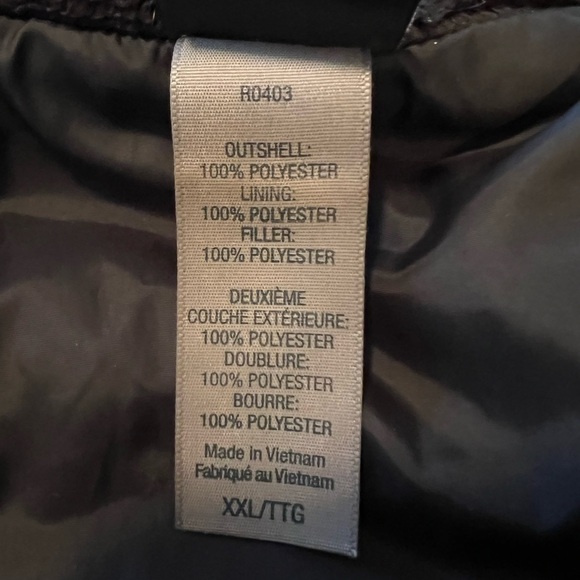 R0403
OUTSHELL:
100% POLYESTER
LINING:
100% POLYESTER
FILLER:
100% POLYESTER
DEUXIÈME
COUCHE EXTÉRIEURE:
100% POLYESTER
DOUBLURE:
100% POLYESTER
BOURRE:
100% POLYESTER
Made in Vietnam
Fabriqué au Vietnam
XXL/TTG